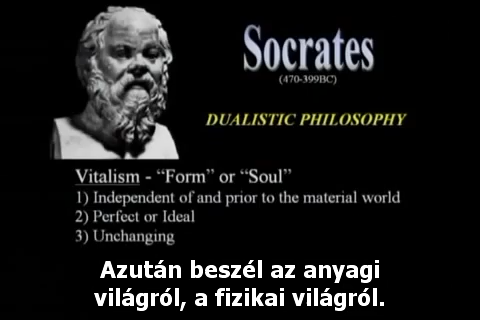 Socrates
(470-399BC)
DUALISTIC PHILOSOPHY
Vitalism - “Form” or “Soul”
1) Independent of and prior to the material world
2) Perfect or Ideal
3) Unchanging
Azután beszél az anyagi
világról, a fizikai világról.